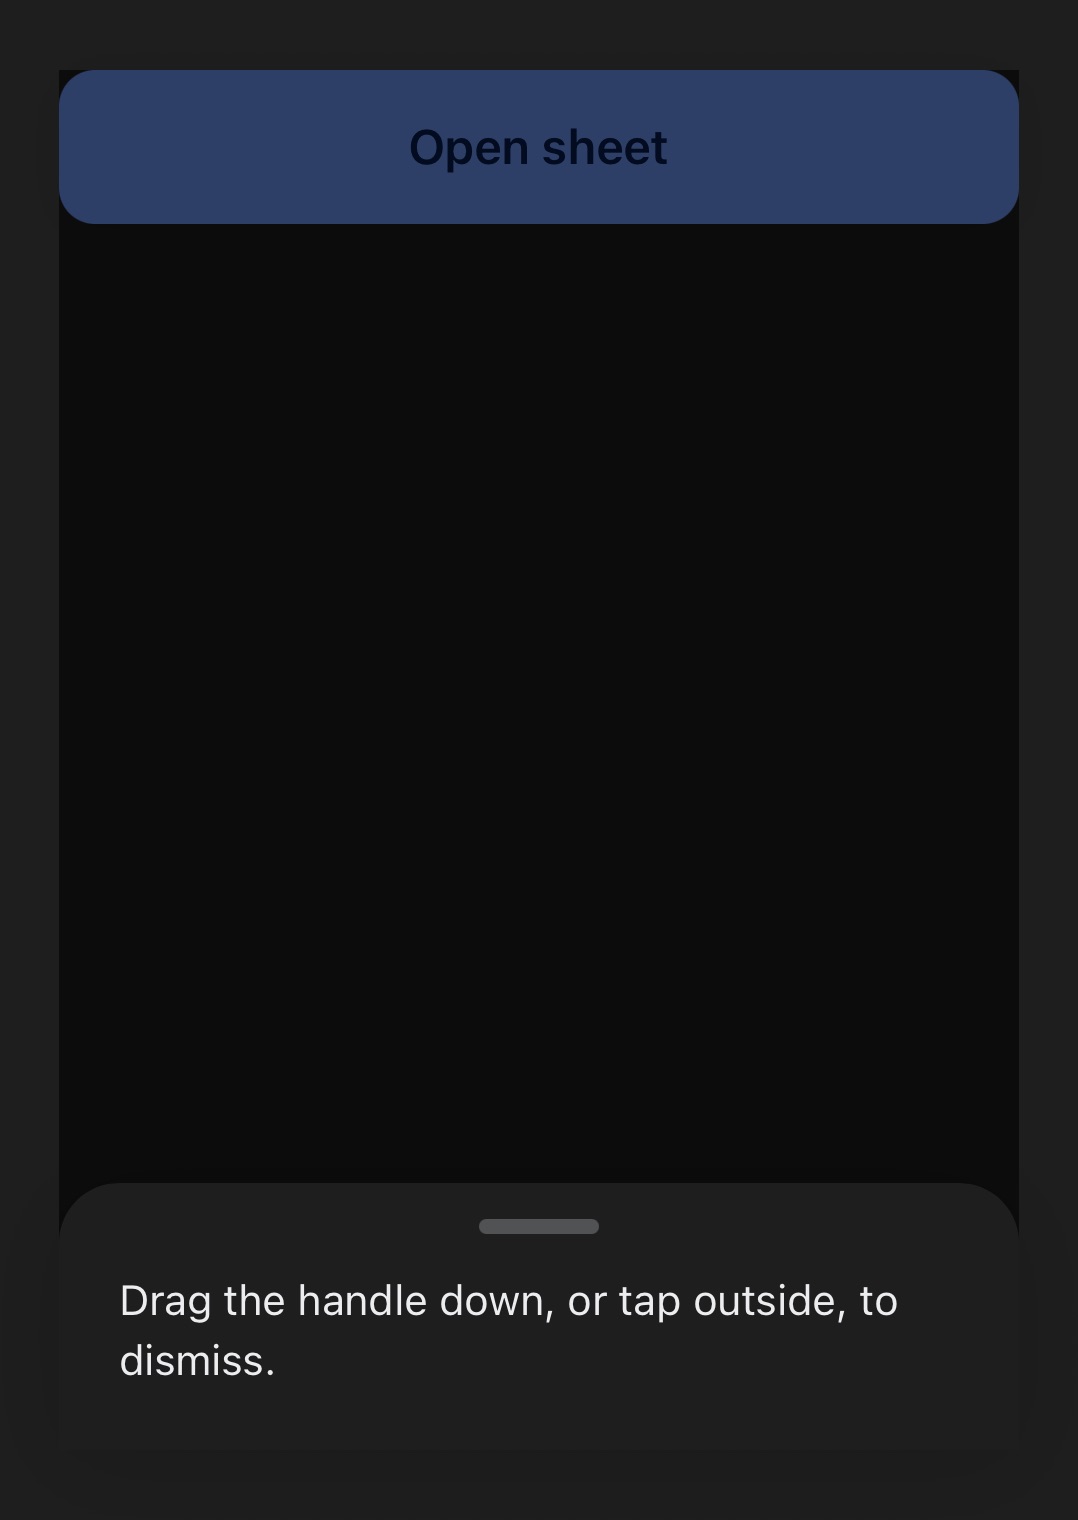 Open sheet
Drag the handle down, or tap outside, to
dismiss.